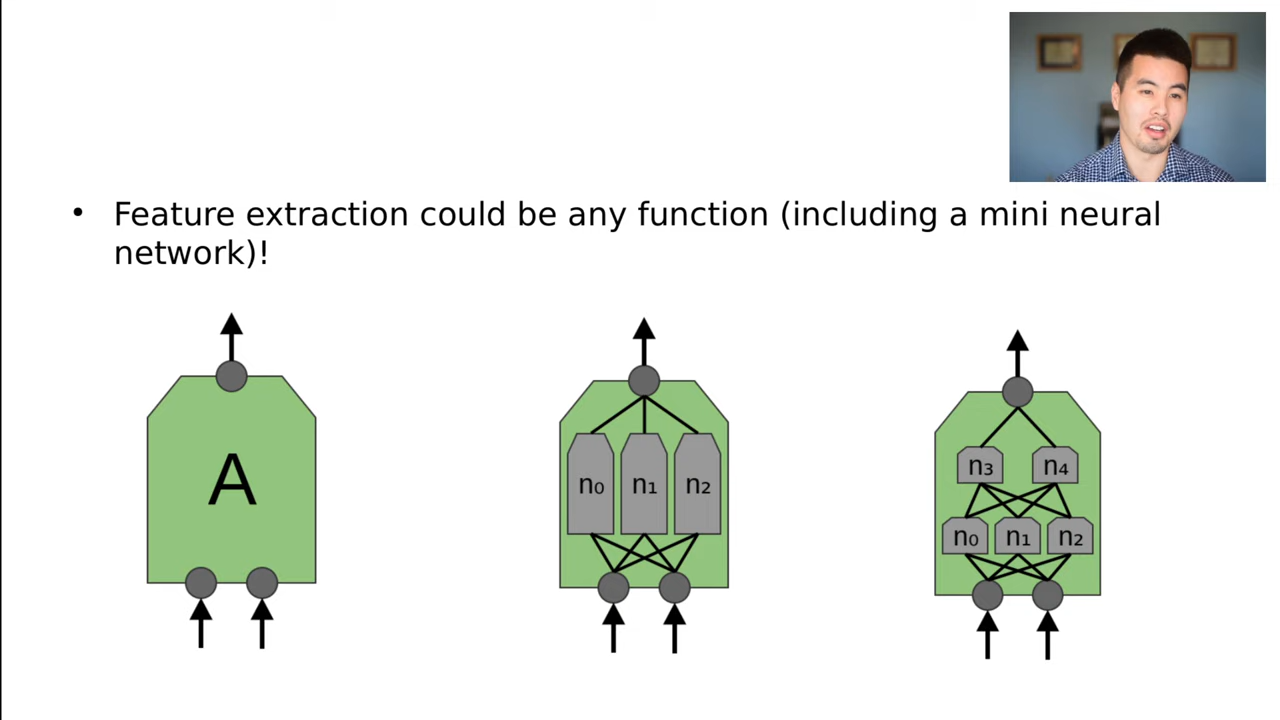 • Feature extraction could be any function (including a mini neural
network)!
A
n₀ n₁ n₂
n₃ n₄
n₀ n₁ n₂